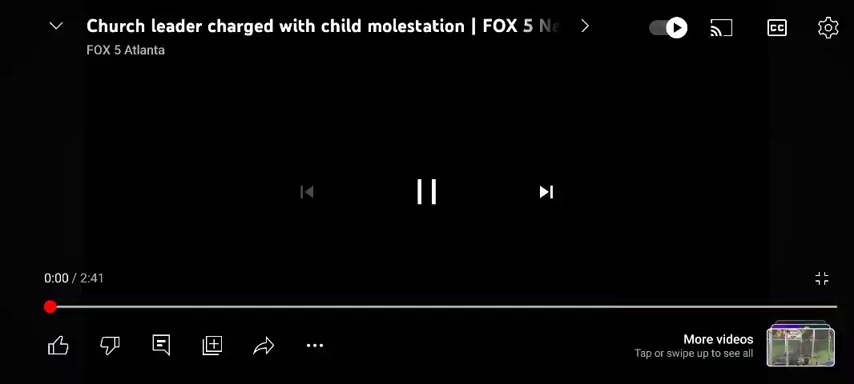 Church leader charged with child molestation | FOX 5
FOX 5 Atlanta
CC
0:00 / 2:41
More videos
Tap or swipe up to see all